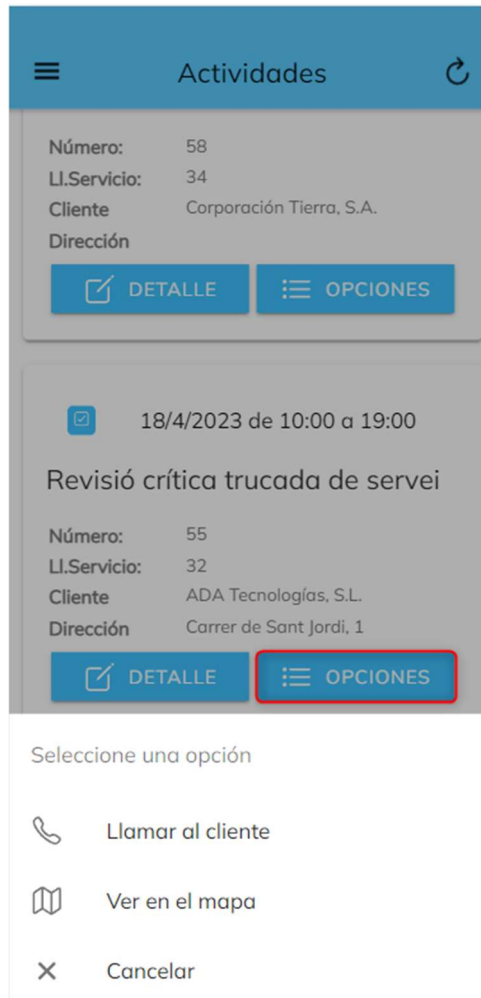 Actividades
Número: 58
Ll.Servicio: 34
Cliente Corporación Tierra, S.A.
Dirección
DETALLE OPCIONES
18/4/2023 de 10:00 a 19:00
Revisió crítica trucada de servei
Número: 55
Ll.Servicio: 32
Cliente ADA Tecnologías, S.L.
Dirección Carrer de Sant Jordi, 1
DETALLE OPCIONES
Seleccione una opción
Llamar al cliente
Ver en el mapa
Cancelar